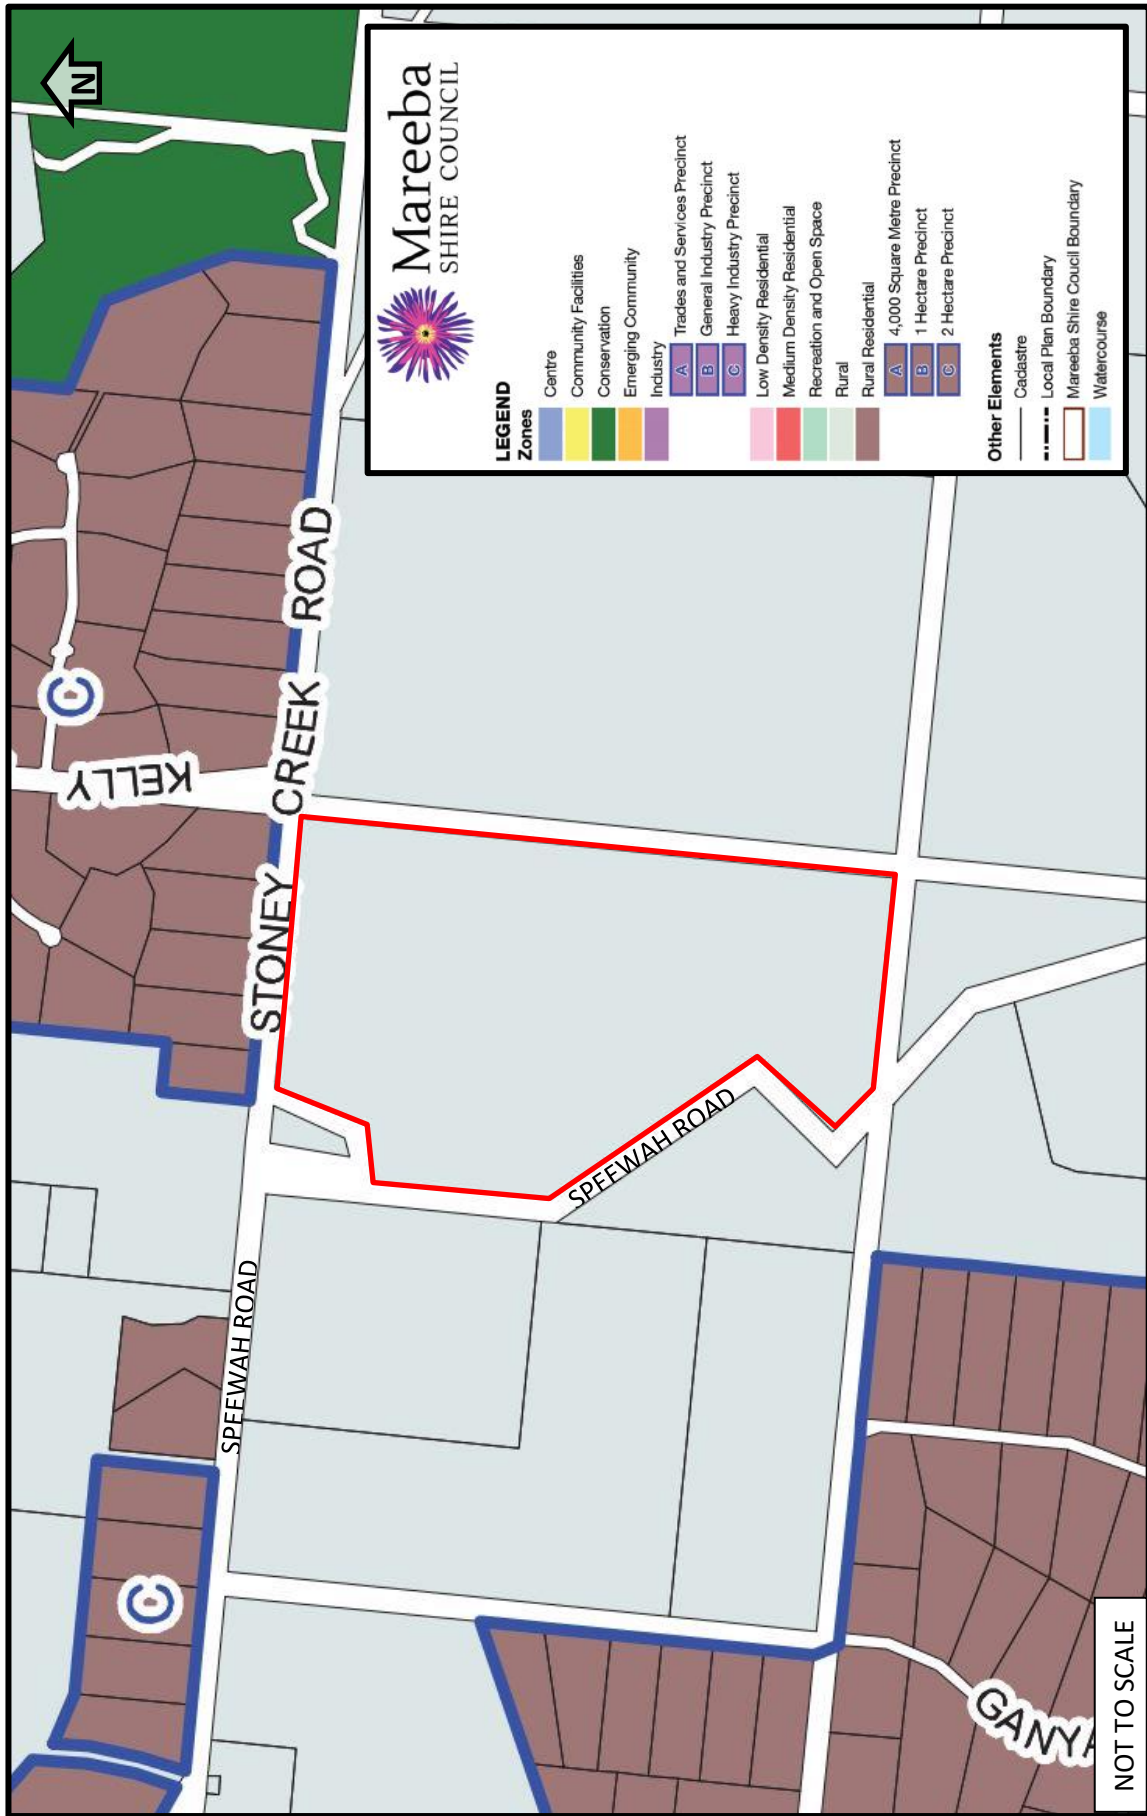 N
Mareeba
SHIRE COUNCIL
LEGEND
Zones
Centre
Community Facilities
Conservation
Emerging Community
Industry
A Trades and Services Precinct
B General Industry Precinct
C Heavy Industry Precinct
Low Density Residential
Medium Density Residential
Recreation and Open Space
Rural
Rural Residential
A 4,000 Square Metre Precinct
B 1 Hectare Precinct
C 2 Hectare Precinct
Other Elements
Cadastre
Local Plan Boundary
Mareeba Shire Coucil Boundary
Watercourse
C
KELLY
STONEY CREEK ROAD
SPEEWAH ROAD
SPEEWAH ROAD
C
GANYA
NOT TO SCALE